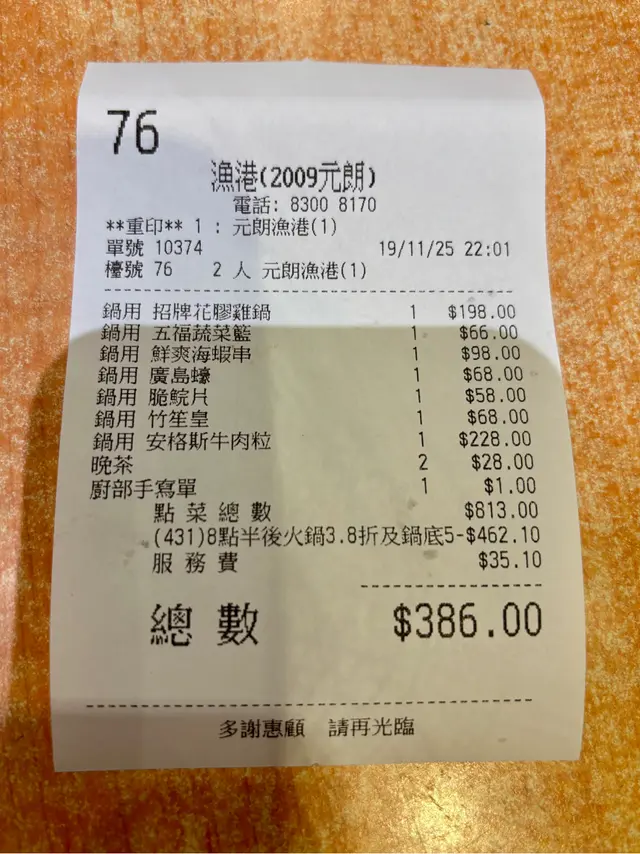 76
漁港(2009元朗)
電話: 8300 8170
**重印** 1 : 元朗漁港(1)
單號 10374 19/11/25 22:01
檯號 76 2 人 元朗漁港(1)
鍋用 招牌花膠雞鍋 1 $198.00
鍋用 五福蔬菜籃 1 $66.00
鍋用 鮮爽海蝦串 1 $98.00
鍋用 廣島蠔 1 $68.00
鍋用 脆鯇片 1 $58.00
鍋用 竹笙皇 1 $68.00
鍋用 安格斯牛肉粒 1 $228.00
晚茶 2 $28.00
廚部手寫單 1 $1.00
點菜總數 $813.00
(431)8點半後火鍋3.8折及鍋底5-$462.10
服務費 $35.10
總數 $386.00
多謝惠顧 請再光臨